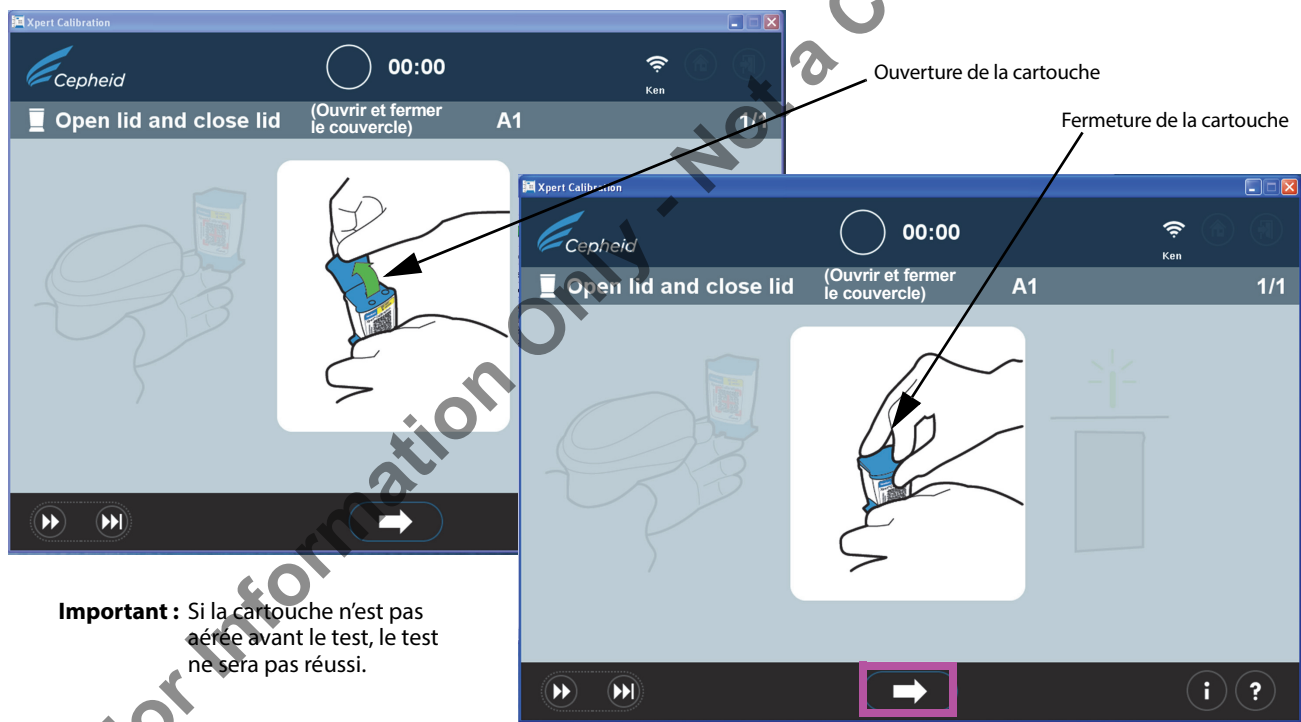 Xpert Calibration
Cepheid
00:00
Ken
Open lid and close lid
(Ouvrir et fermer
le couvercle)
A1
1/1
Ouverture de la cartouche
Fermeture de la cartouche
Xpert Calibration
Cepheid
00:00
Ken
Open lid and close lid
(Ouvrir et fermer
le couvercle)
A1
1/1
i ?
Important : Si la cartouche n'est pas
aérée avant le test, le test
ne sera pas réussi.
For Information Only - Not a C